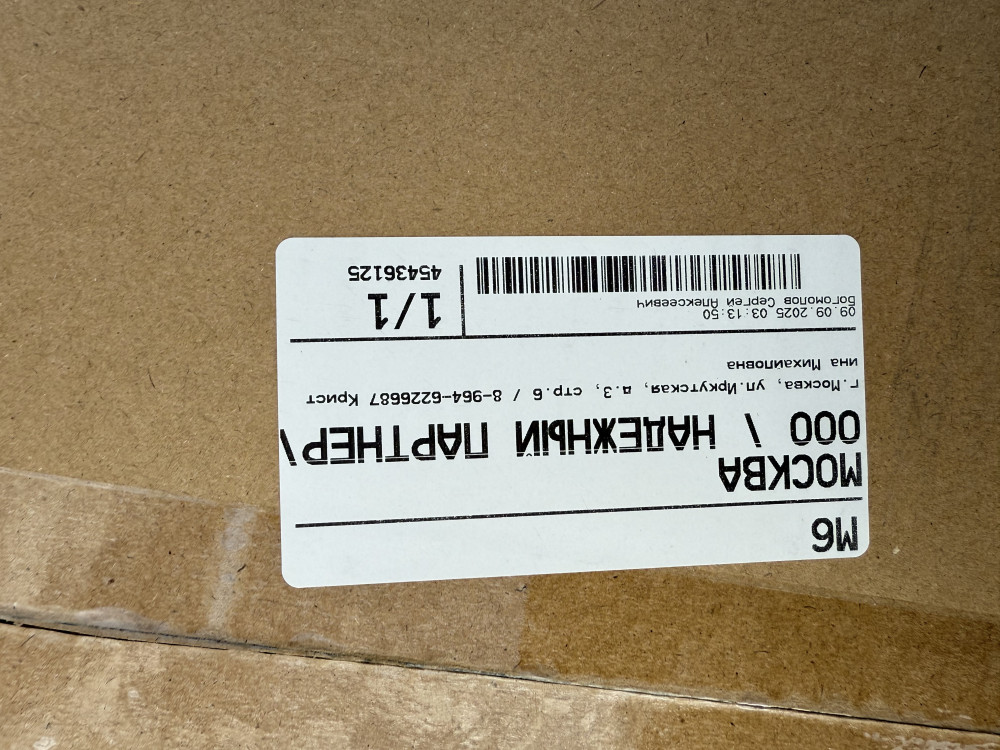 М6
МОСКВА
ООО \ НАДЕЖНЫЙ ПАРТНЕР\
г.Москва, ул.Иркутская, д.3, стр.6 / 8-964-6226687 Крист
ина Михаиловна
09.09.2025 03:13:50
Богомолов Сергей Алексеевич
1/1
45436125